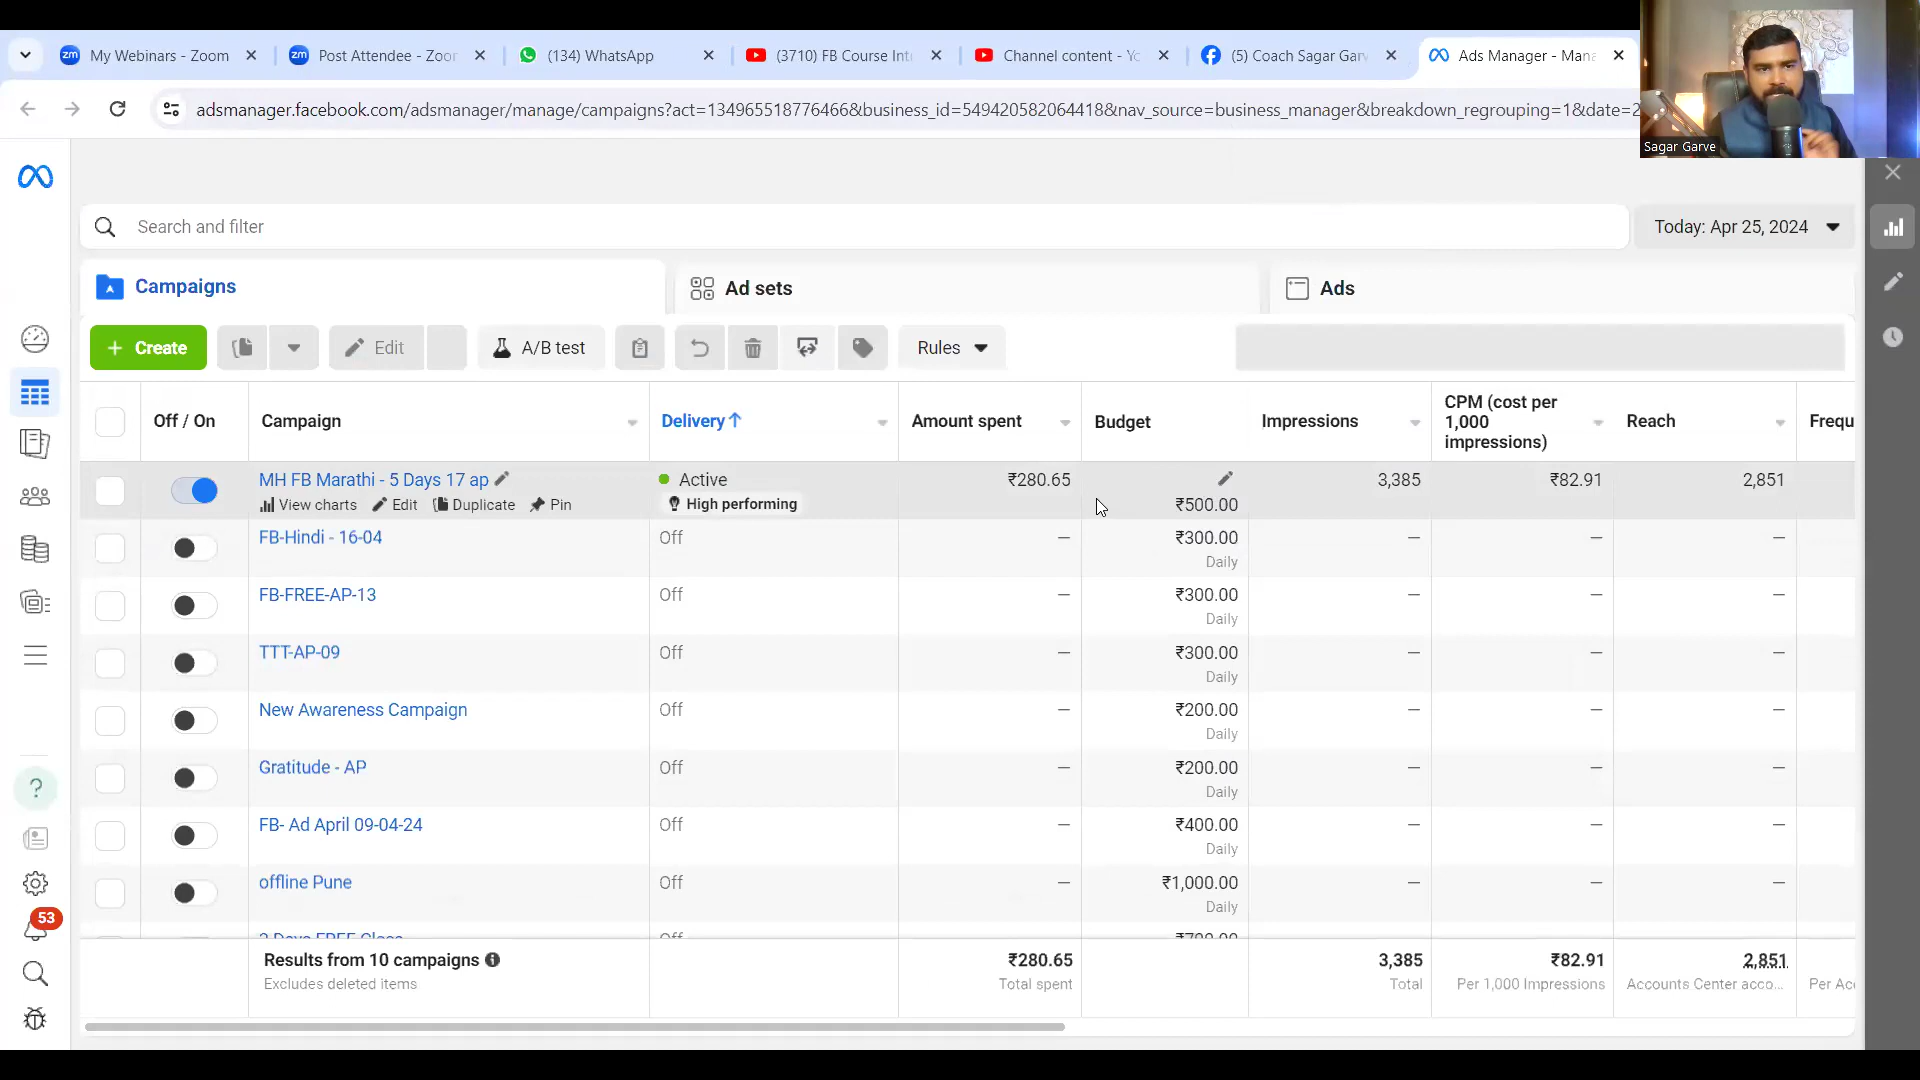 My Webinars - Zoom
Post Attendee - Zoor
(134) WhatsApp
(3710) FB Course Int
Channel content - Yo
(5) Coach Sagar Garv
Ads Manager - Mana
adsmanager.facebook.com/adsmanager/manage/campaigns?act=134965518776466&business_id=549420582064418&nav_source=business_manager&breakdown_regrouping=1&date=2
Sagar Garve
Search and filter
Today: Apr 25, 2024
Campaigns
Ad sets
Ads
+ Create
Edit
A/B test
Rules
Off / On
Campaign
Delivery↑
Amount spent
Budget
Impressions
CPM (cost per
1,000
impressions)
Reach
Frequ
MH FB Marathi - 5 Days 17 ap
Active
₹280.65
3,385
₹82.91
2,851
View charts
Edit
Duplicate
Pin
High performing
₹500.00
FB-Hindi - 16-04
Off
—
₹300.00
—
—
—
Daily
FB-FREE-AP-13
Off
—
₹300.00
—
—
—
Daily
TTT-AP-09
Off
—
₹300.00
—
—
—
Daily
New Awareness Campaign
Off
—
₹200.00
—
—
—
Daily
Gratitude - AP
Off
—
₹200.00
—
—
—
Daily
FB- Ad April 09-04-24
Off
—
₹400.00
—
—
—
Daily
offline Pune
Off
—
₹1,000.00
—
—
—
Daily
53
Results from 10 campaigns
₹280.65
3,385
₹82.91
2,851
Excludes deleted items
Total spent
Total
Per 1,000 Impressions
Accounts Center acco...
Per Acc